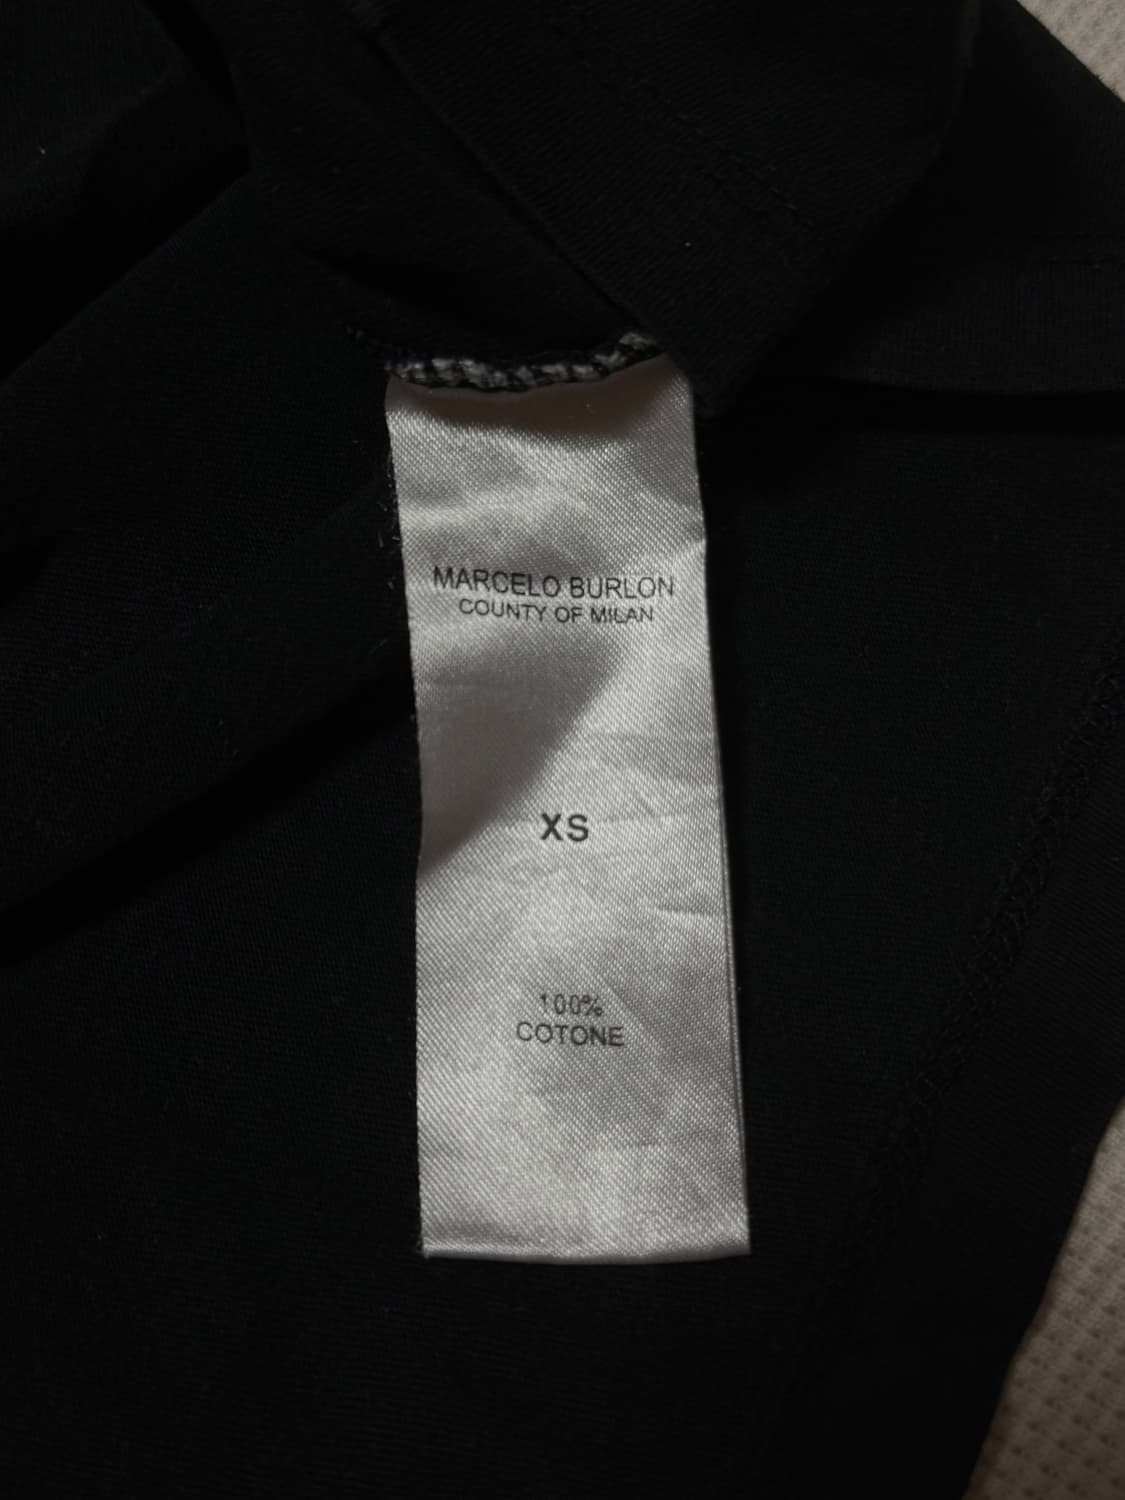 MARCELO BURLON
COUNTY OF MILAN
XS
100%
COTONE